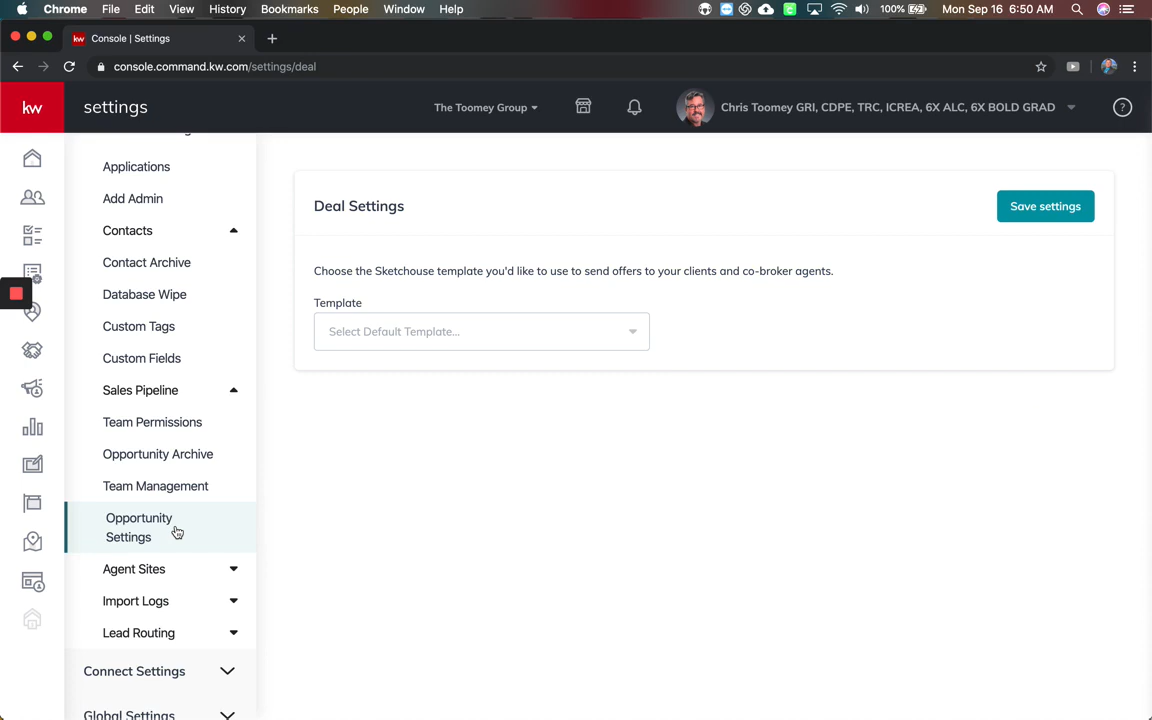 Chrome File Edit View History Bookmarks People Window Help 100% Mon Sep 16 6:50 AM
kw Console | Settings
console.command.kw.com/settings/deal
kw settings The Toomey Group Chris Toomey GRI, CDPE, TRC, ICREA, 6X ALC, 6X BOLD GRAD ?
Applications
Add Admin
Contacts
Contact Archive
Database Wipe
Custom Tags
Custom Fields
Sales Pipeline
Team Permissions
Opportunity Archive
Team Management
Opportunity
Settings
Agent Sites
Import Logs
Lead Routing
Connect Settings
Global Settings
Deal Settings
Save settings
Choose the Sketchouse template you'd like to use to send offers to your clients and co-broker agents.
Template
Select Default Template...